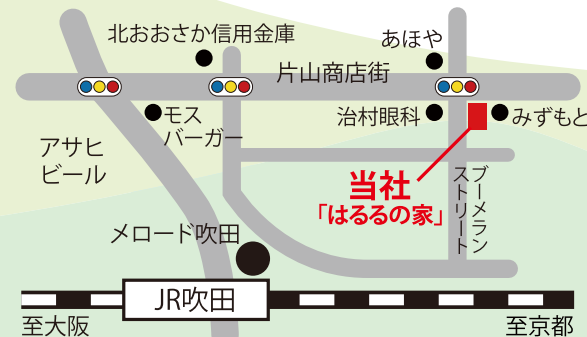 北おおさか信用金庫
あほや
片山商店街
モス
バーガー
治村眼科
みずもと
アサヒ
ビール
当社
「はるるの家」
ブーメラン
ストリート
メロード吹田
JR吹田
至大阪
至京都